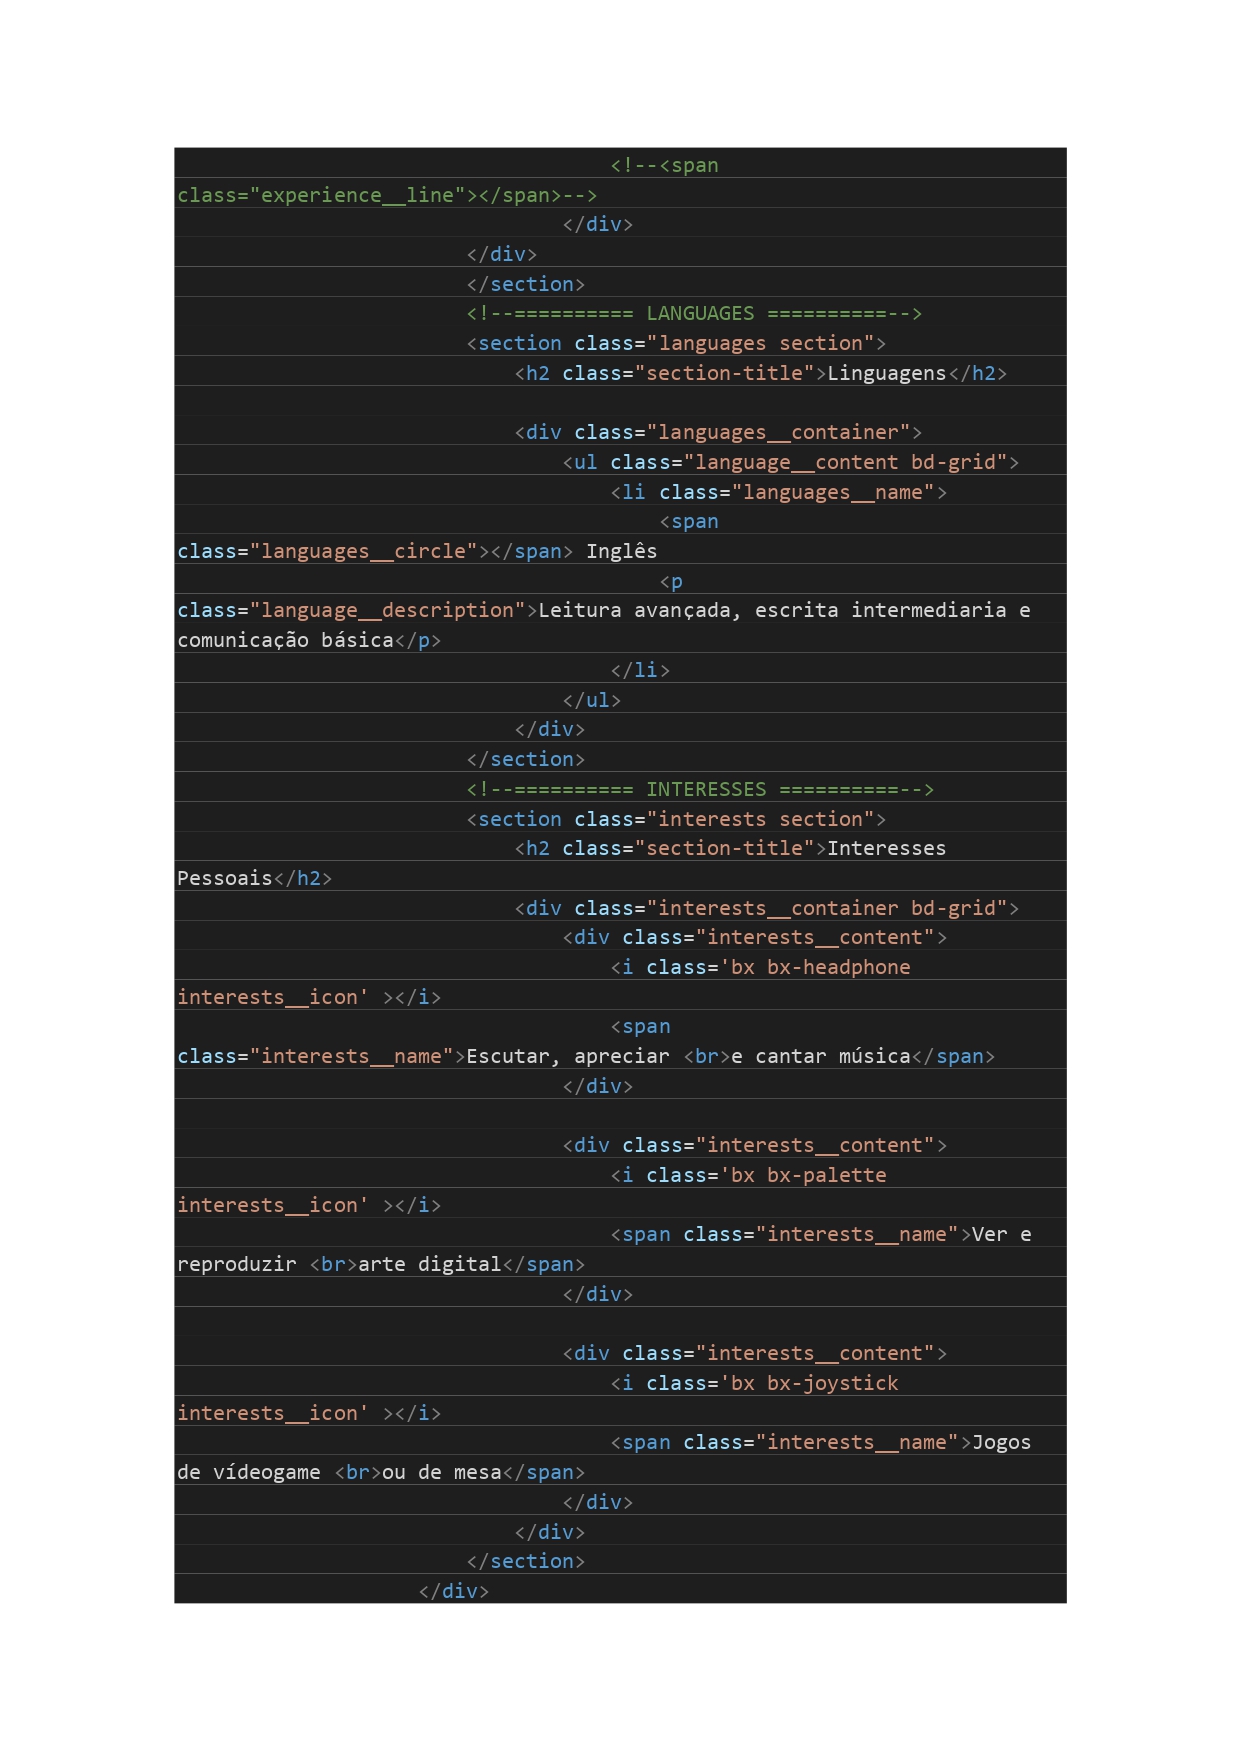 <!--<span
class="experience__line"></span>-->
</div>
</div>
</section>
<!--========== LANGUAGES ==========-->
<section class="languages section">
<h2 class="section-title">Linguagens</h2>
<div class="languages__container">
<ul class="language__content bd-grid">
<li class="languages__name">
<span
class="languages__circle"></span> Inglês
<p
class="language__description">Leitura avançada, escrita intermediaria e
comunicação básica</p>
</li>
</ul>
</div>
</section>
<!--========== INTERESSES ==========-->
<section class="interests section">
<h2 class="section-title">Interesses
Pessoais</h2>
<div class="interests__container bd-grid">
<div class="interests__content">
<i class='bx bx-headphone
interests__icon' ></i>
<span
class="interests__name">Escutar, apreciar <br>e cantar música</span>
</div>
<div class="interests__content">
<i class='bx bx-palette
interests__icon' ></i>
<span class="interests__name">Ver e
reproduzir <br>arte digital</span>
</div>
<div class="interests__content">
<i class='bx bx-joystick
interests__icon' ></i>
<span class="interests__name">Jogos
de vídeogame <br>ou de mesa</span>
</div>
</div>
</section>
</div>